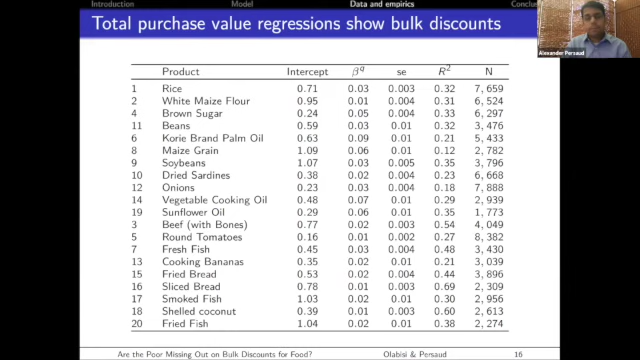 Introduction Model Data and empirics Conclu
Total purchase value regressions show bulk discounts
Alexander Persaud
Product Intercept β^q se R² N
1 Rice 0.71 0.03 0.003 0.32 7, 659
2 White Maize Flour 0.95 0.01 0.004 0.31 6, 524
4 Brown Sugar 0.24 0.05 0.004 0.33 6, 297
11 Beans 0.59 0.03 0.01 0.32 3, 476
6 Korie Brand Palm Oil 0.63 0.09 0.01 0.21 5, 433
8 Maize Grain 1.09 0.06 0.01 0.12 2, 782
9 Soybeans 1.07 0.03 0.005 0.35 3, 796
10 Dried Sardines 0.38 0.02 0.004 0.23 6, 668
12 Onions 0.23 0.03 0.004 0.18 7, 888
14 Vegetable Cooking Oil 0.48 0.07 0.01 0.29 2, 939
19 Sunflower Oil 0.29 0.06 0.01 0.35 1, 773
3 Beef (with Bones) 0.77 0.02 0.003 0.54 4, 049
5 Round Tomatoes 0.16 0.01 0.002 0.27 8, 382
7 Fresh Fish 0.45 0.03 0.004 0.48 3, 430
13 Cooking Bananas 0.35 0.02 0.01 0.21 3, 039
15 Fried Bread 0.53 0.02 0.004 0.44 3, 896
16 Sliced Bread 0.78 0.01 0.003 0.69 2, 309
17 Smoked Fish 1.03 0.02 0.01 0.30 2, 956
18 Shelled coconut 0.39 0.01 0.003 0.60 2, 613
20 Fried Fish 1.04 0.02 0.01 0.38 2, 274
Are the Poor Missing Out on Bulk Discounts for Food? Olabisi & Persaud 16